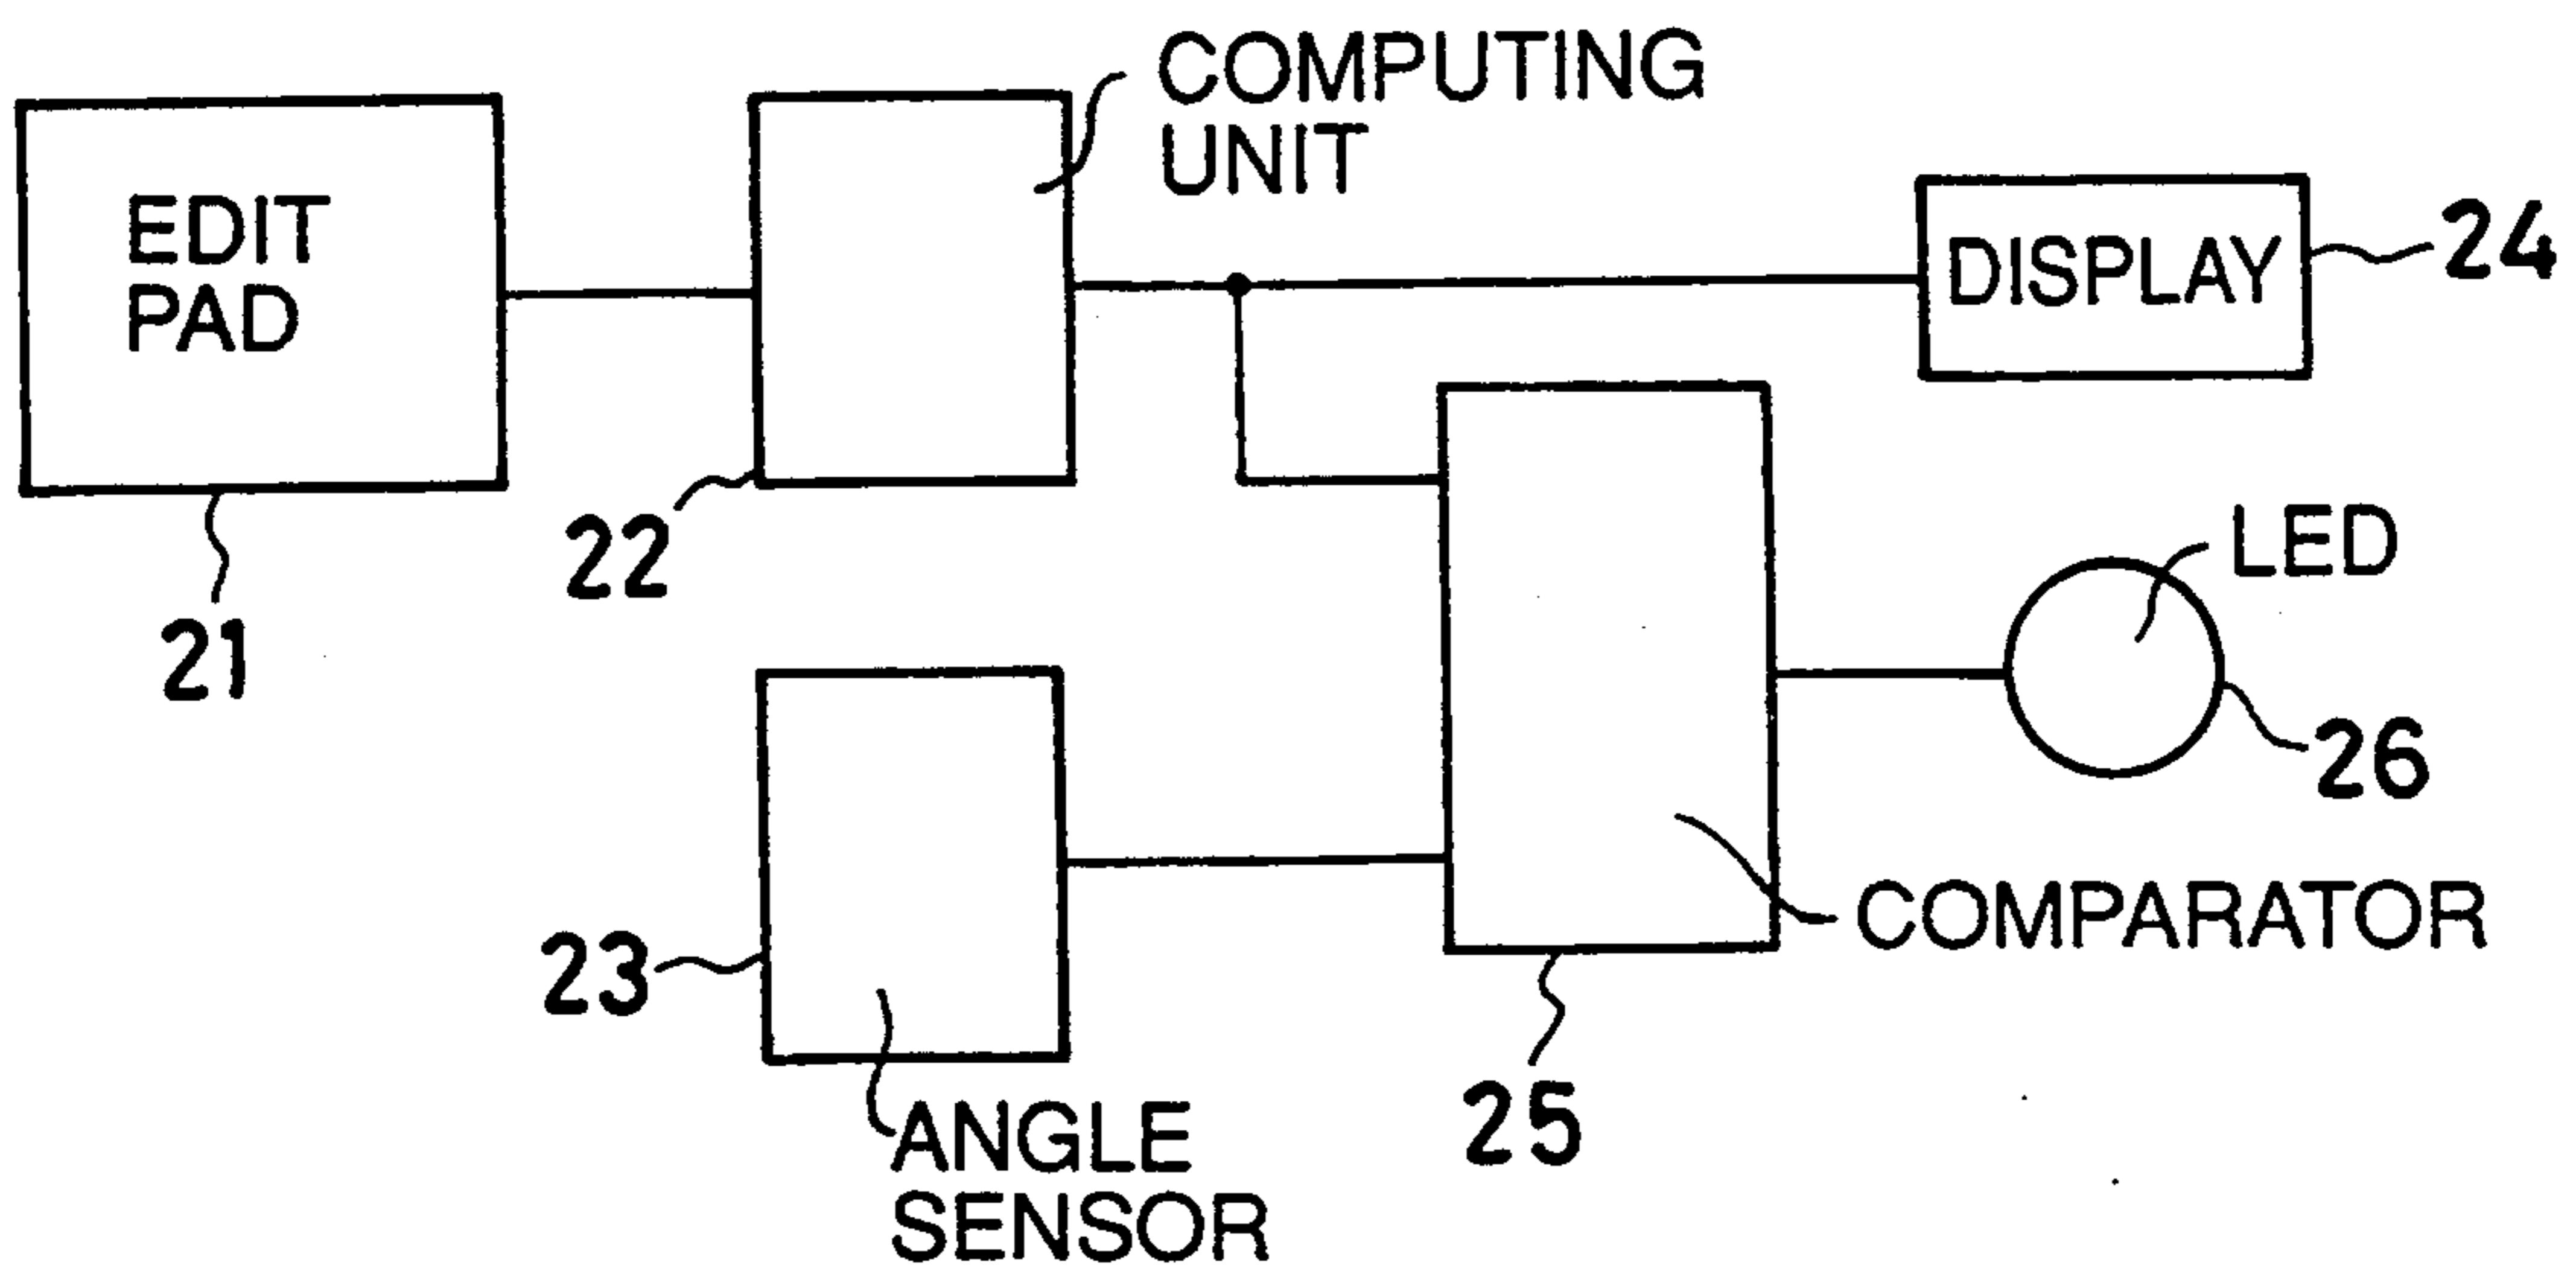 COMPUTING
UNIT
EDIT
PAD
DISPLAY
24
22
21
LED
26
23
COMPARATOR
25
ANGLE
SENSOR